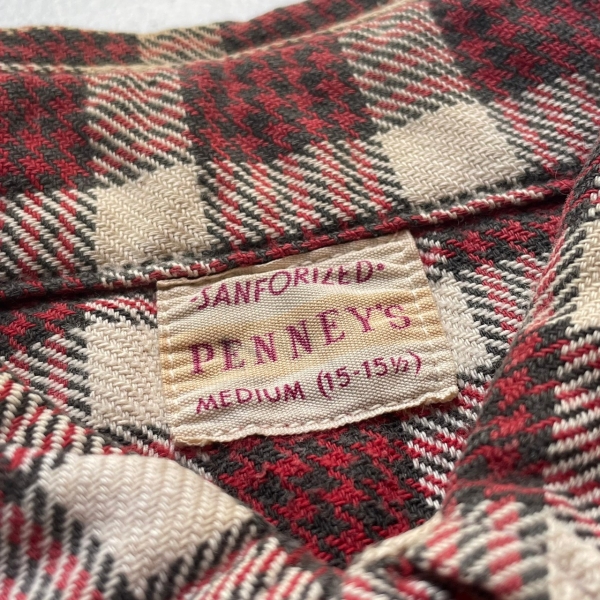 ·SANFORIZED·
PENNEY'S
MEDIUM (15-15½)